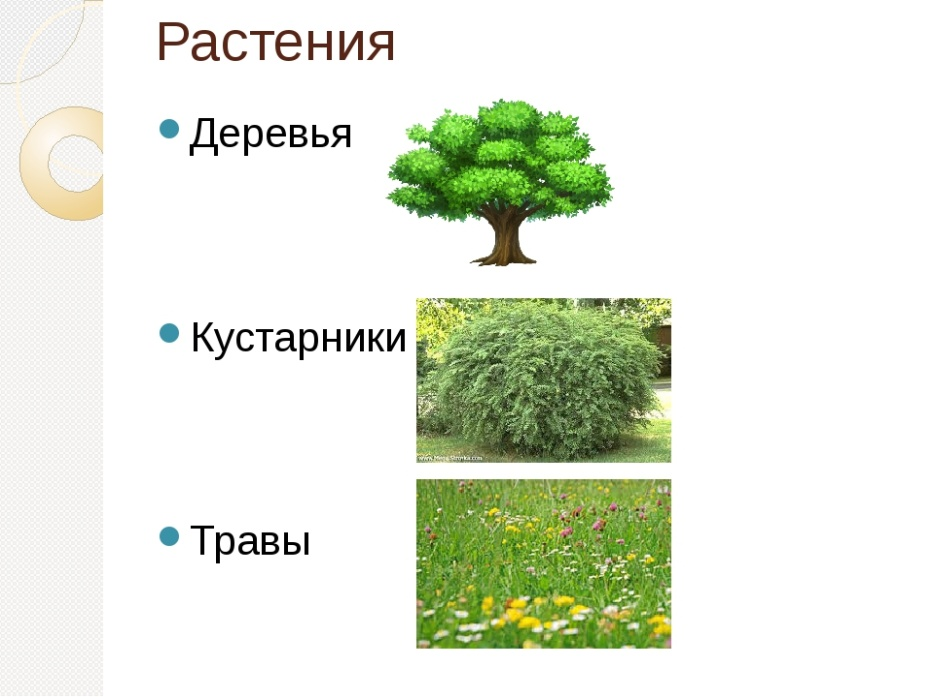 Растения
Деревья
Кустарники
Травы